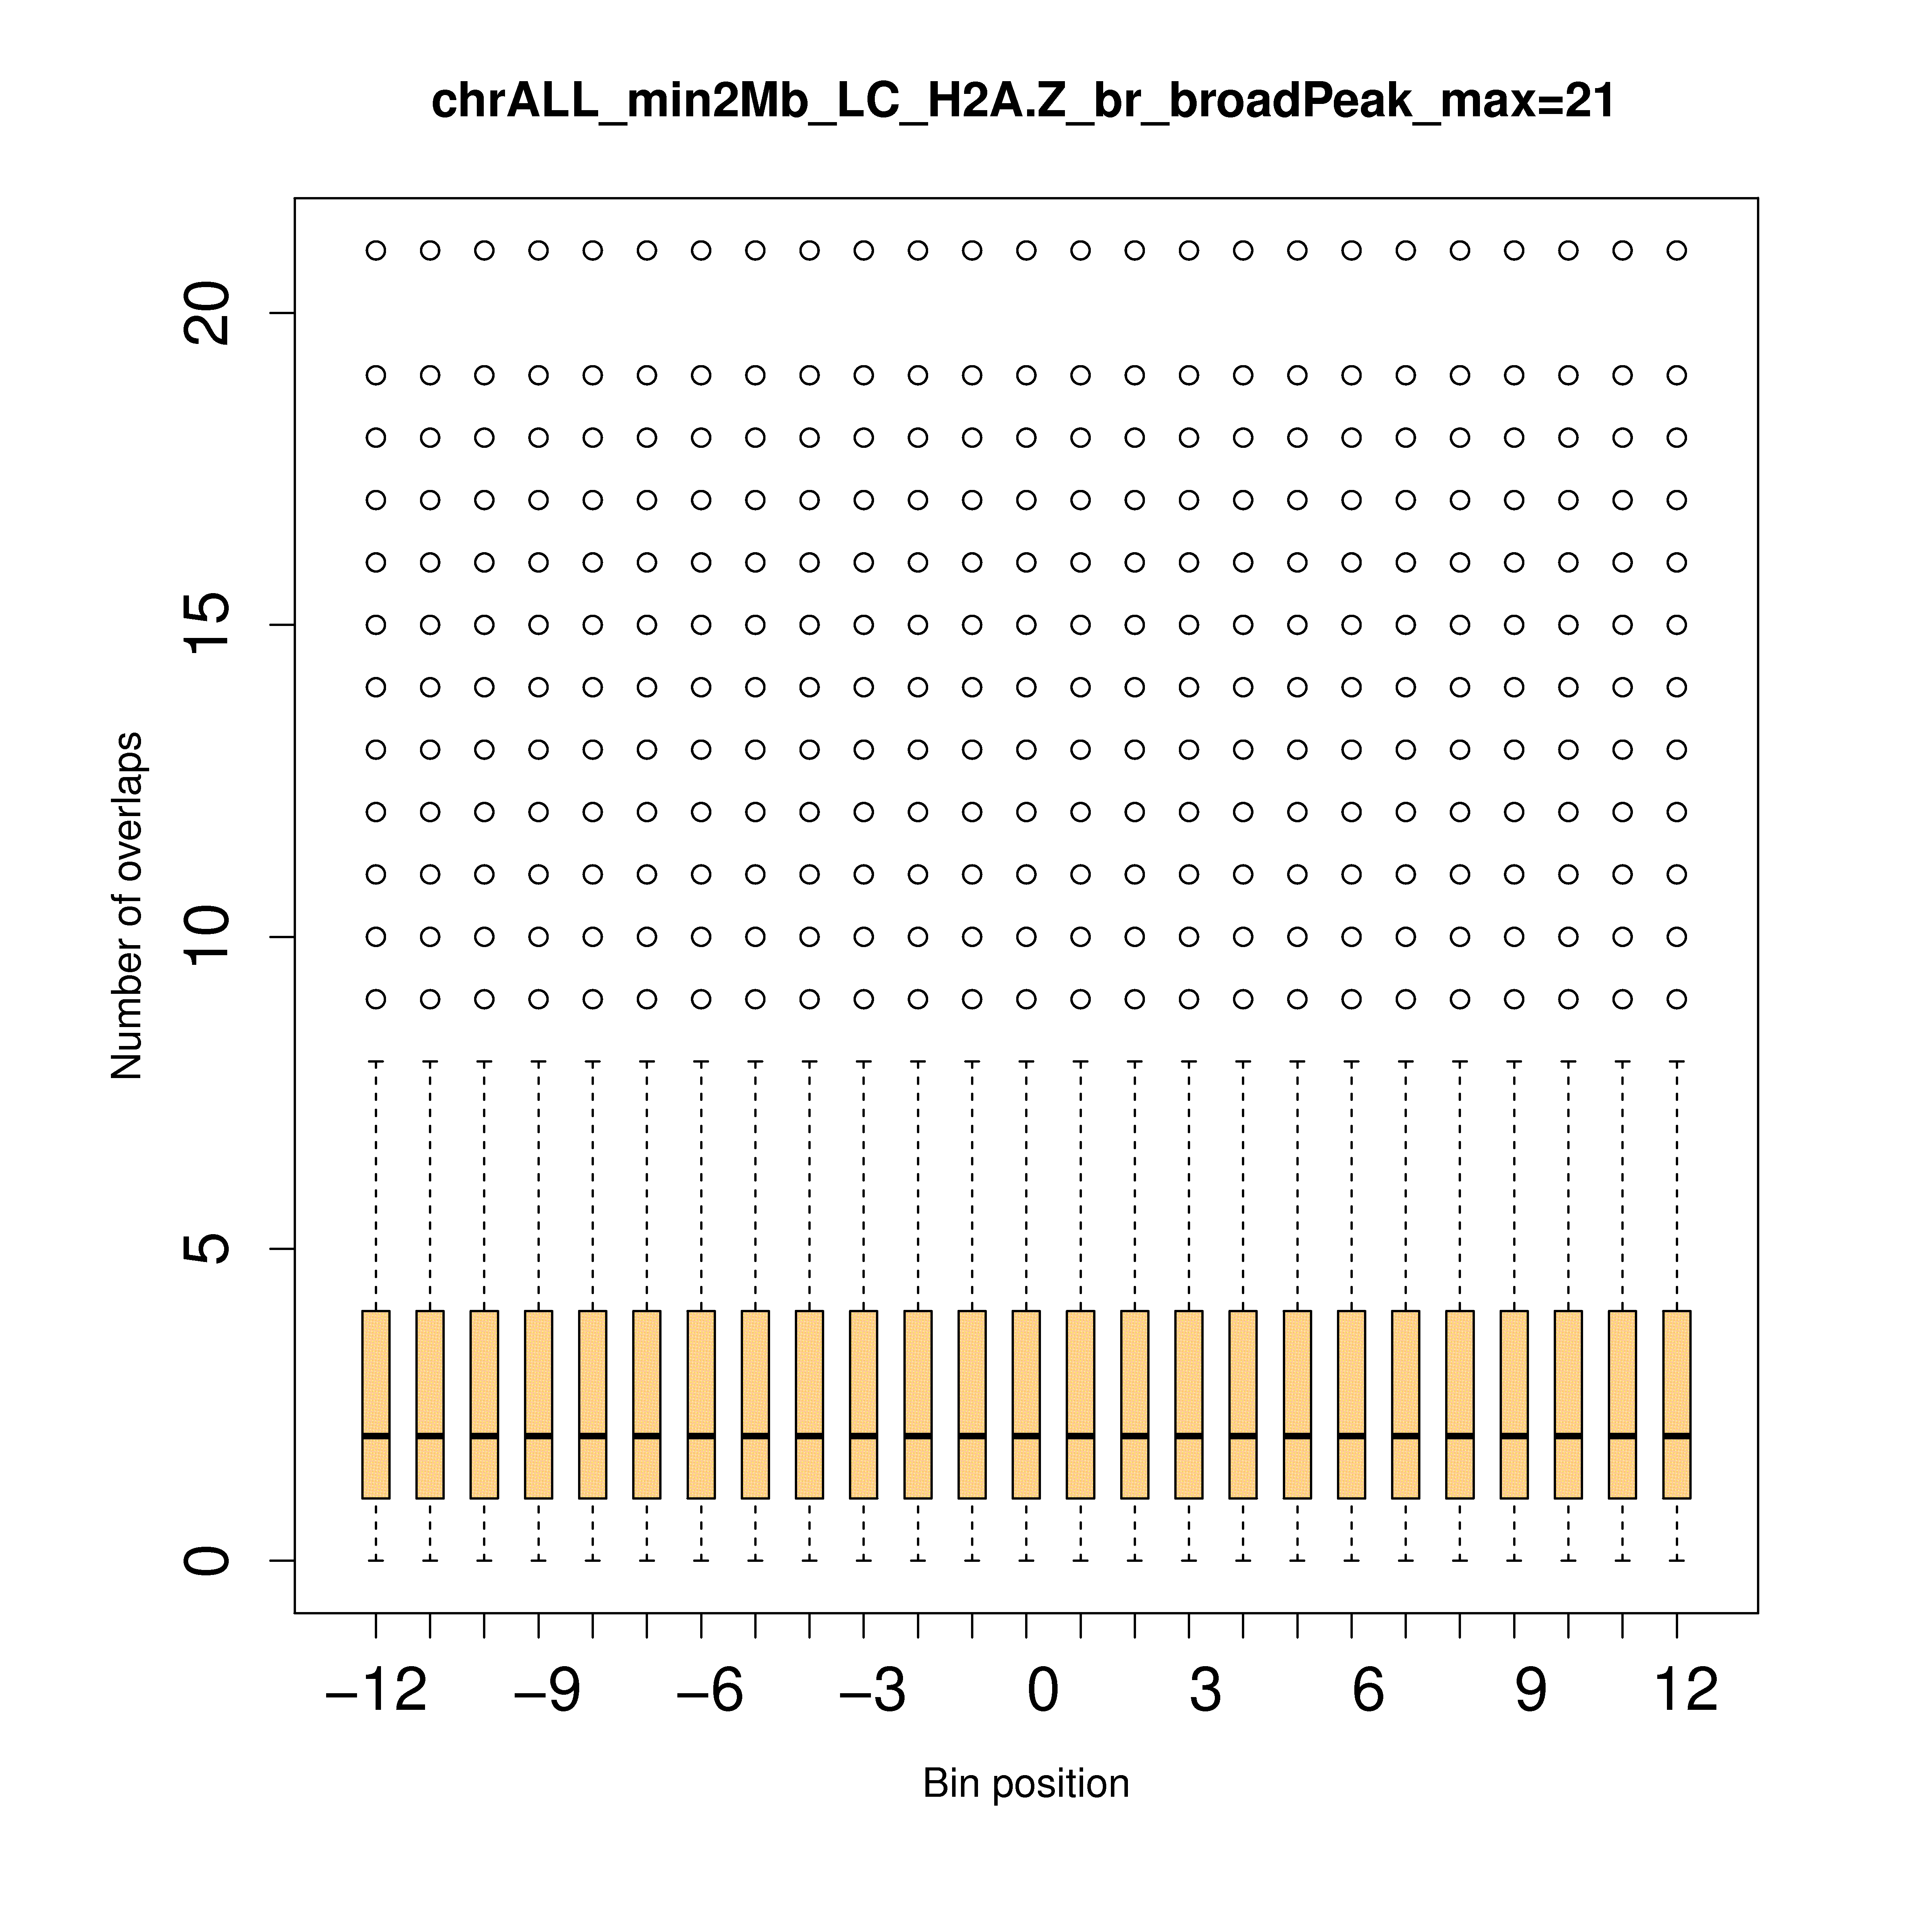 chrALL_min2Mb_LC_H2A.Z_br_broadPeak_max=21
20
15
10
5
0
Number of overlaps
−12 −9 −6 −3 0 3 6 9 12
Bin position